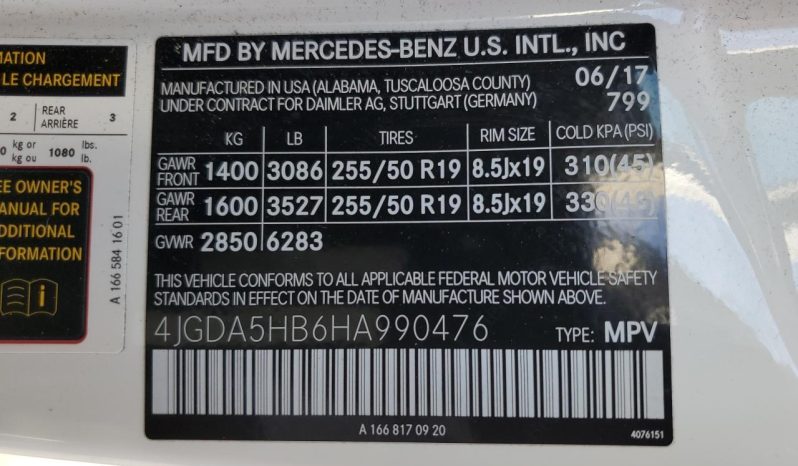 MATION
LE CHARGEMENT
2 REAR ARRIÈRE 3
kg or kg ou 1080 lbs. lb.
EE OWNER'S
ANUAL FOR
DDITIONAL
FORMATION
A 166 584 16 01
MFD BY MERCEDES-BENZ U.S. INTL., INC
MANUFACTURED IN USA (ALABAMA, TUSCALOOSA COUNTY) 06/17
UNDER CONTRACT FOR DAIMLER AG, STUTTGART (GERMANY) 799
KG LB TIRES RIM SIZE COLD KPA (PSI)
GAWR FRONT 1400 3086 255/50 R19 8.5Jx19 310(45)
GAWR REAR 1600 3527 255/50 R19 8.5Jx19 330(48)
GVWR 2850 6283
THIS VEHICLE CONFORMS TO ALL APPLICABLE FEDERAL MOTOR VEHICLE SAFETY
STANDARDS IN EFFECT ON THE DATE OF MANUFACTURE SHOWN ABOVE.
4JGDA5HB6HA990476 TYPE: MPV
A 166 817 09 20
4076151